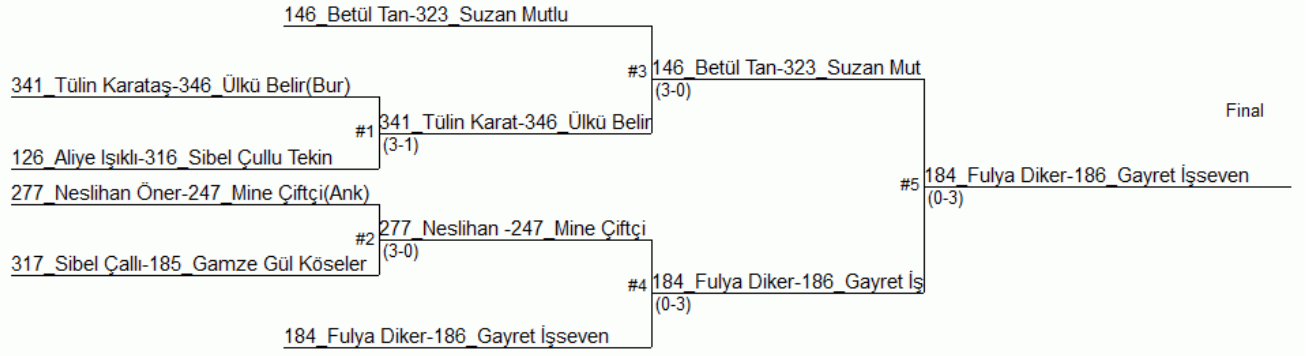 146_Betül Tan-323_Suzan Mutlu
#3
146_Betül Tan-323_Suzan Mut
(3-0)
341_Tülin Karataş-346_Ülkü Belir(Bur)
#1
341_Tülin Karat-346_Ülkü Belir
(3-1)
126_Aliye Işıklı-316_Sibel Çullu Tekin
Final
277_Neslihan Öner-247_Mine Çiftçi(Ank)
#5
184_Fulya Diker-186_Gayret İşseven
(0-3)
#2
277_Neslihan -247_Mine Çiftçi
(3-0)
317_Sibel Çallı-185_Gamze Gül Köseler
#4
184_Fulya Diker-186_Gayret İş
(0-3)
184_Fulya Diker-186_Gayret İşseven